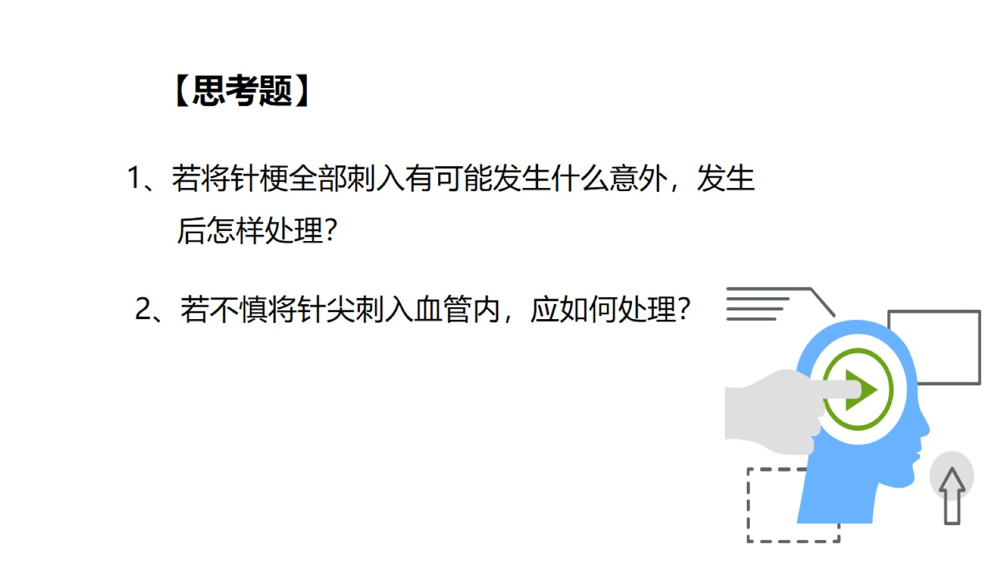 【思考题】
1、若将针梗全部刺入有可能发生什么意外，发生
后怎样处理？
2、若不慎将针尖刺入血管内，应如何处理？